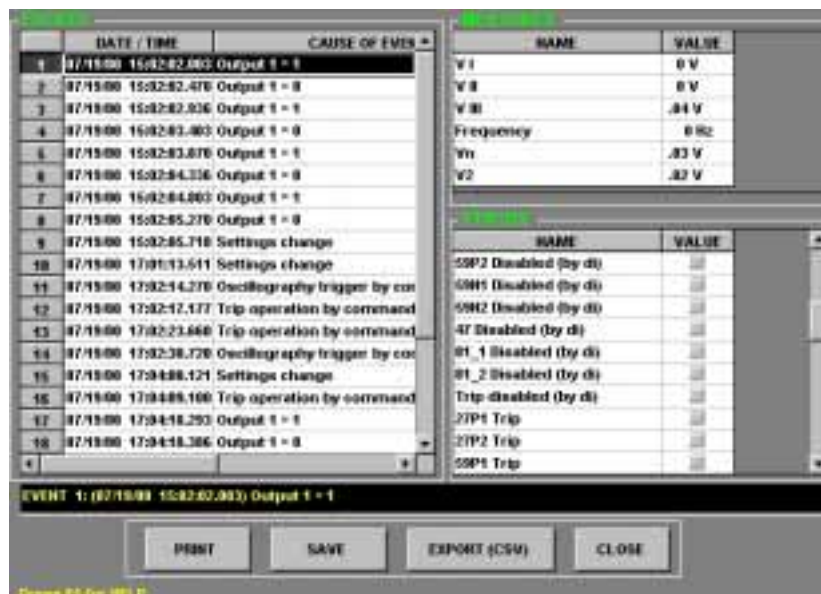 EVENTS
DATE / TIME CAUSE OF EVEN
1 07/19/00 15:02:02.003 Output 1 = 1
2 07/19/00 15:02:02.470 Output 1 = 0
3 07/19/00 15:02:02.936 Output 1 = 1
4 07/19/00 15:02:03.403 Output 1 = 0
5 07/19/00 15:02:03.870 Output 1 = 1
6 07/19/00 15:02:04.336 Output 1 = 0
7 07/19/00 15:02:04.803 Output 1 = 1
8 07/19/00 15:02:05.270 Output 1 = 0
9 07/19/00 15:02:05.710 Settings change
10 07/19/00 17:01:13.511 Settings change
11 07/19/00 17:02:14.270 Oscillography trigger by com
12 07/19/00 17:02:17.177 Trip operation by command
13 07/19/00 17:02:23.660 Trip operation by command
14 07/19/00 17:02:30.720 Oscillography trigger by com
15 07/19/00 17:04:08.121 Settings change
16 07/19/00 17:04:09.100 Trip operation by command
17 07/19/00 17:04:18.293 Output 1 = 1
18 07/19/00 17:04:18.386 Output 1 = 0
NAME VALUE
V I 0 V
V II 0 V
V III .04 V
Frequency 0 Hz
Vn .03 V
V2 .02 V
STATUS
NAME VALUE
59P2 Disabled (by di)
59N1 Disabled (by di)
59N2 Disabled (by di)
47 Disabled (by di)
81_1 Disabled (by di)
81_2 Disabled (by di)
Trip disabled (by di)
27P1 Trip
27P2 Trip
59P1 Trip
EVENT 1: (07/19/00 15:02:02.003) Output 1 = 1
PRINT SAVE EXPORT (CSV) CLOSE